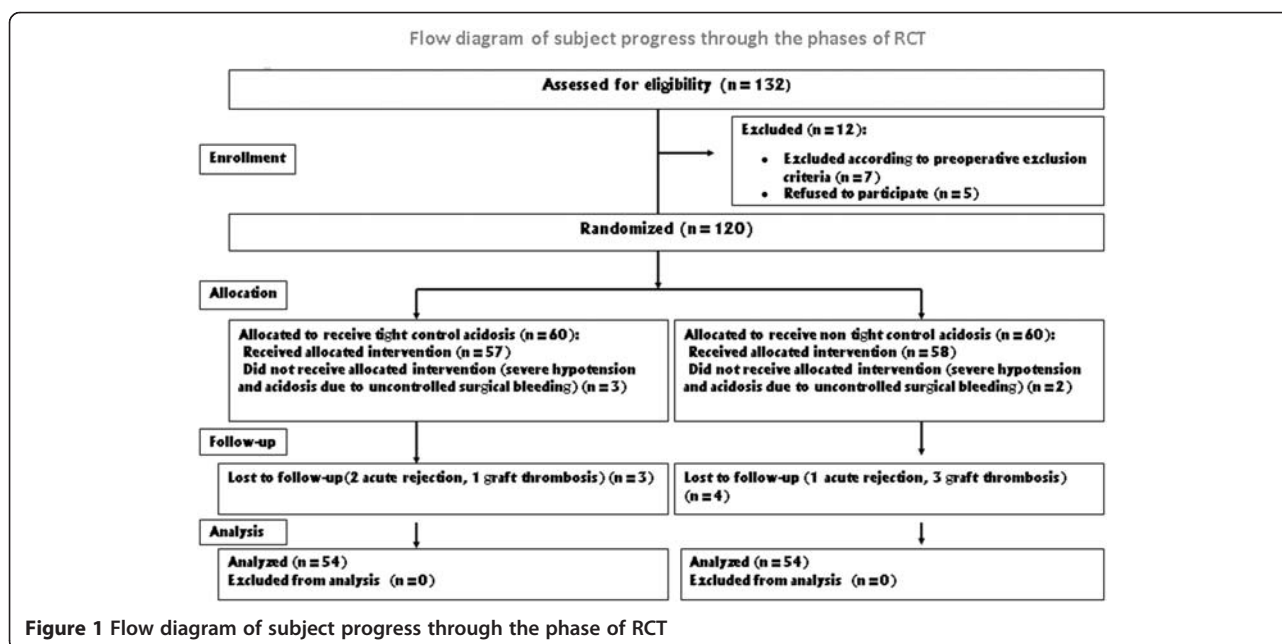 Flow diagram of subject progress through the phases of RCT
Assessed for eligibility (n=132)
Enrollment
Excluded (n=12):
• Excluded according to preoperative exclusion
criteria (n=7)
• Refused to participate (n=5)
Randomized (n=120)
Allocation
Allocated to receive tight control acidosis (n=60):
Received allocated intervention (n=57)
Did not receive allocated intervention (severe hypotension
and acidosis due to uncontrolled surgical bleeding) (n=3)
Allocated to receive non tight control acidosis (n=60):
Received allocated intervention (n=58)
Did not receive allocated intervention (severe hypotension
and acidosis due to uncontrolled surgical bleeding) (n=2)
Follow-up
Lost to follow-up(2 acute rejection, 1 graft thrombosis) (n=3)
Lost to follow-up (1 acute rejection, 3 graft thrombosis)
(n=4)
Analysis
Analyzed (n=54)
Excluded from analysis (n=0)
Analyzed (n=54)
Excluded from analysis (n=0)
Figure 1 Flow diagram of subject progress through the phase of RCT